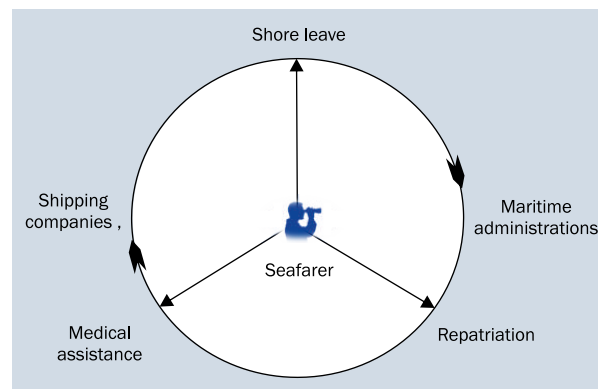 Shore leave
Shipping
companies ,
Maritime
administrations
Seafarer
Medical
assistance
Repatriation